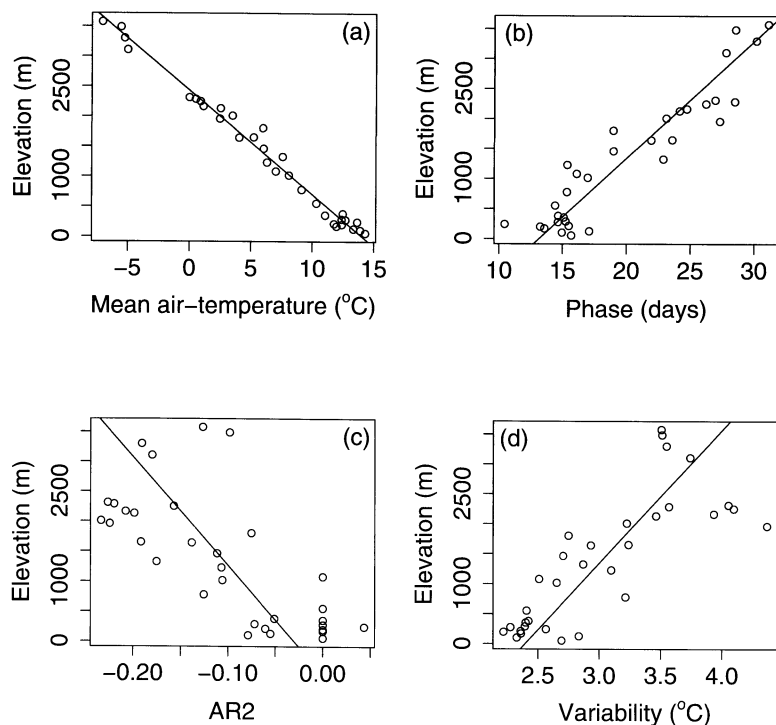 (a)
Elevation (m)
0
1000
2500
−5
0
5
10
15
Mean air−temperature (°C)
(b)
Elevation (m)
0
1000
2500
10
15
20
25
30
Phase (days)
(c)
Elevation (m)
0
1000
2500
−0.20
−0.10
0.00
AR2
(d)
Elevation (m)
0
1000
2500
2.5
3.0
3.5
4.0
Variability (°C)